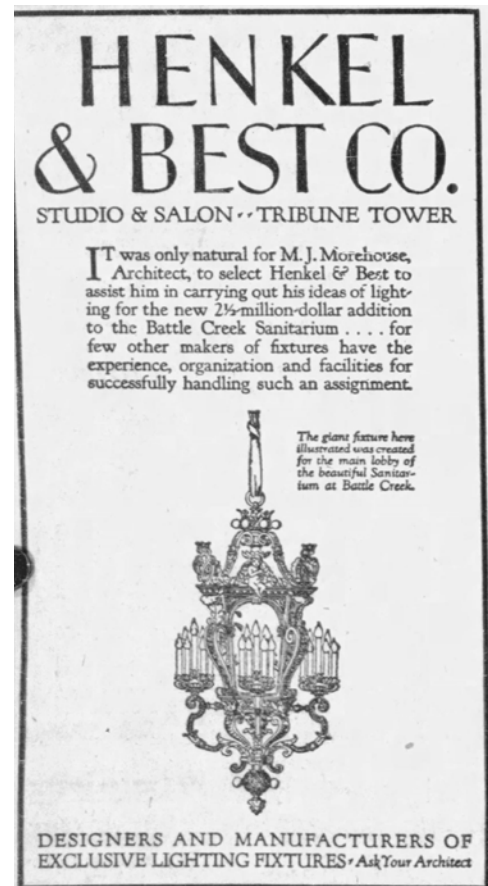 HENKEL
& BEST CO.
STUDIO & SALON · · TRIBUNE TOWER
IT was only natural for M. J. Morehouse,
Architect, to select Henkel & Best to
assist him in carrying out his ideas of light-
ing for the new 2½-million-dollar addition
to the Battle Creek Sanitarium . . . . for
few other makers of fixtures have the
experience, organization and facilities for
successfully handling such an assignment.
The giant fixture here
illustrated was created
for the main lobby of
the beautiful Sanitar-
ium at Battle Creek.
DESIGNERS AND MANUFACTURERS OF
EXCLUSIVE LIGHTING FIXTURES · Ask Your Architect